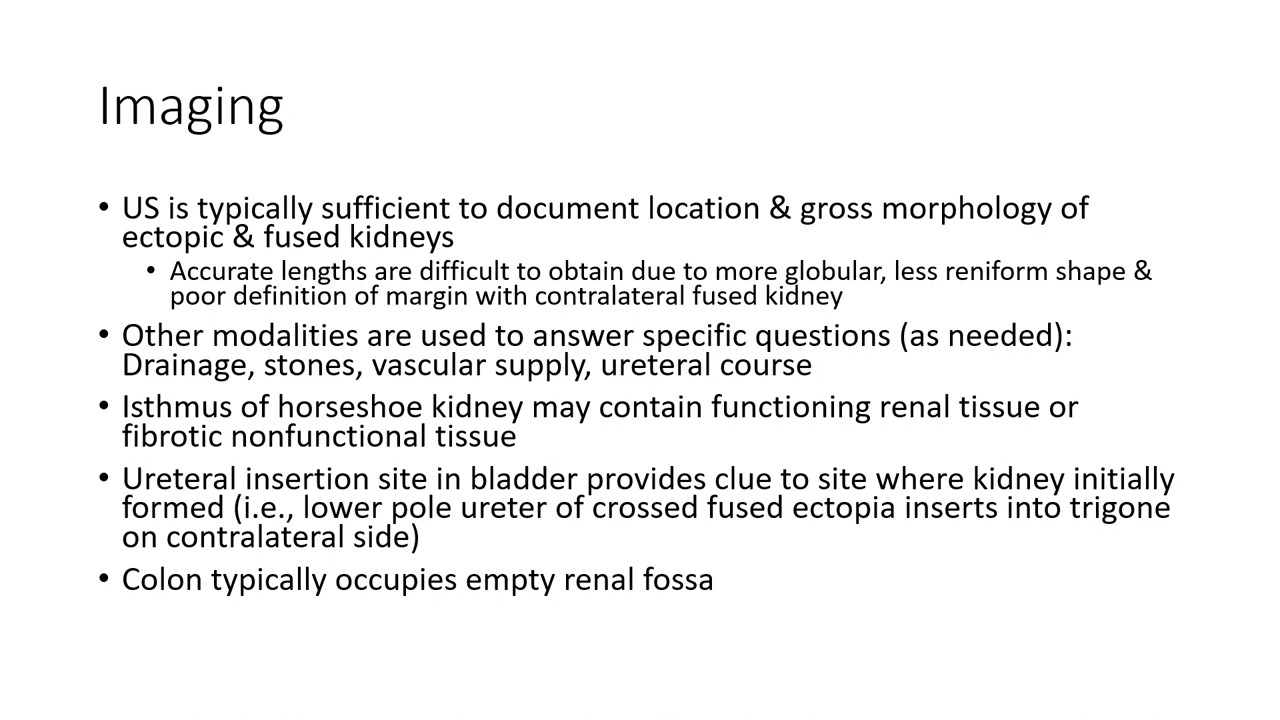 Imaging
• US is typically sufficient to document location & gross morphology of
ectopic & fused kidneys
• Accurate lengths are difficult to obtain due to more globular, less reniform shape &
poor definition of margin with contralateral fused kidney
• Other modalities are used to answer specific questions (as needed):
Drainage, stones, vascular supply, ureteral course
• Isthmus of horseshoe kidney may contain functioning renal tissue or
fibrotic nonfunctional tissue
• Ureteral insertion site in bladder provides clue to site where kidney initially
formed (i.e., lower pole ureter of crossed fused ectopia inserts into trigone
on contralateral side)
• Colon typically occupies empty renal fossa